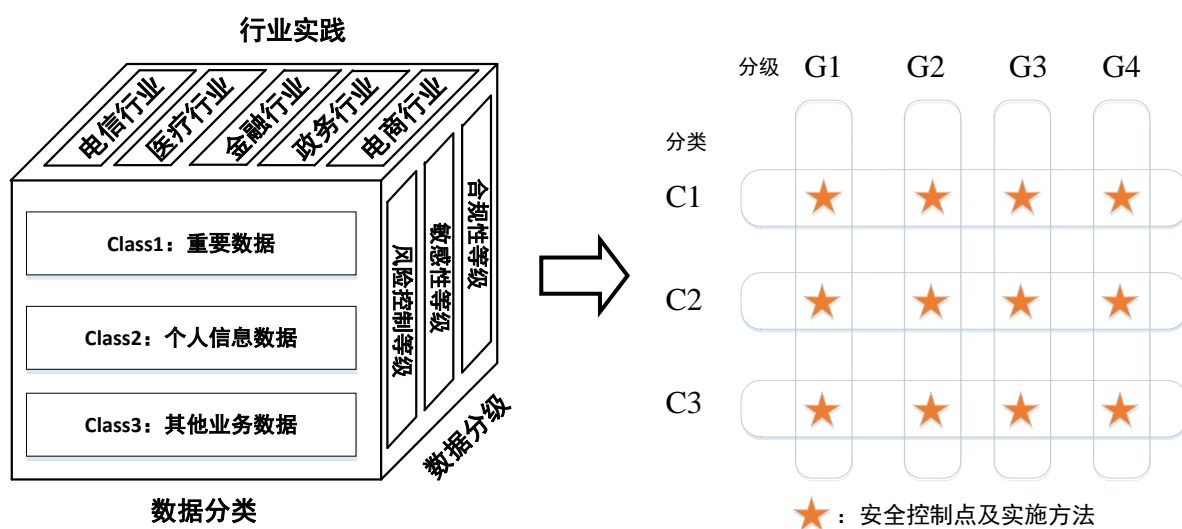 行业实践
电信行业
医疗行业
金融行业
政务行业
电商行业
Class1：重要数据
Class2：个人信息数据
Class3：其他业务数据
风险控制等级
敏感性等级
合规性等级
数据分类
数据分级
分级 G1 G2 G3 G4
分类
C1
C2
C3
：安全控制点及实施方法